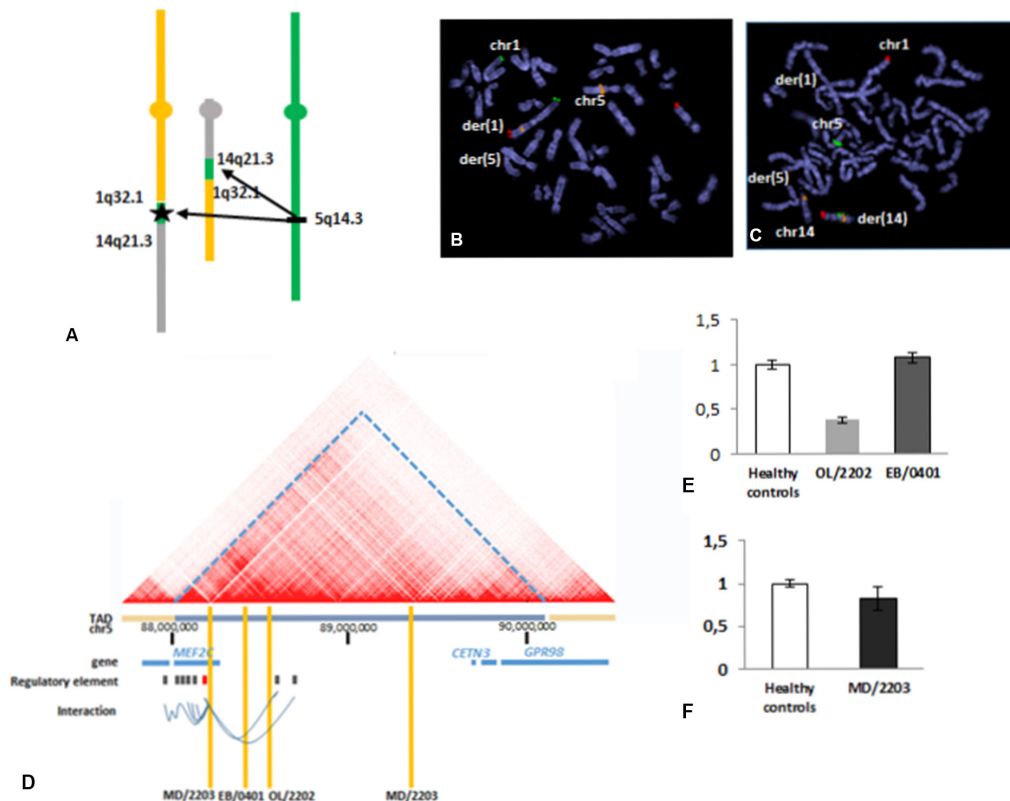 14q21.3
1q32.1
1q32.1
5q14.3
14q21.3
A
chr1
chr5
der(1)
der(5)
B
chr1
der(1)
chr5
der(5)
chr14
der(14)
C
TAD
chr5
88,000,000
89,000,000
90,000,000
gene
MEF2C
CETN3
GPR98
Regulatory element
Interaction
MD/2203
EB/0401
OL/2202
MD/2203
D
1,5
1
0,5
0
Healthy controls
OL/2202
EB/0401
E
1,5
1
0,5
0
Healthy controls
MD/2203
F